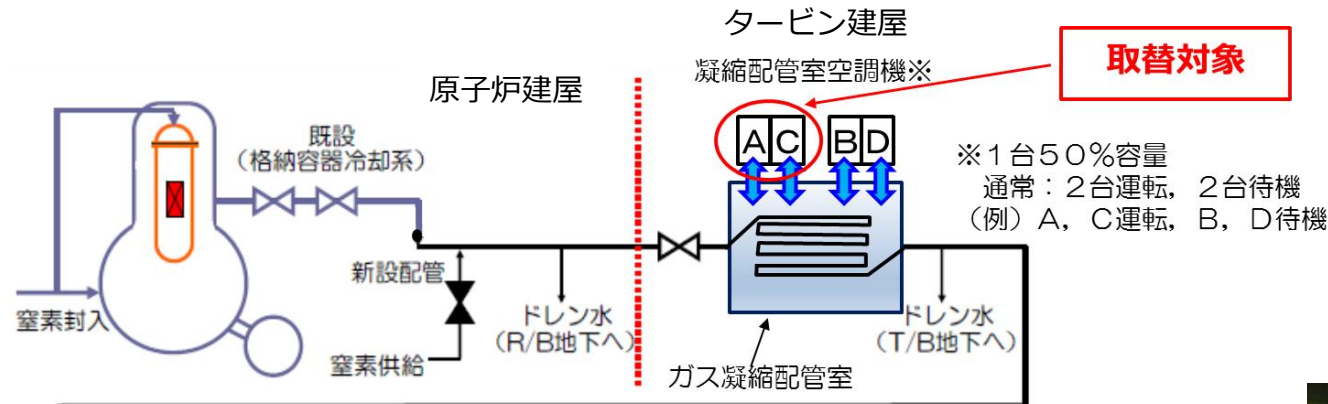 タービン建屋
取替対象
凝縮配管室空調機※
原子炉建屋
既設
（格納容器冷却系）
A C B D
※１台５０％容量
通常：２台運転，２台待機
（例）A，C運転，B，D待機
新設配管
窒素封入
ドレン水
（R/B地下へ）
ドレン水
（T/B地下へ）
窒素供給
ガス凝縮配管室